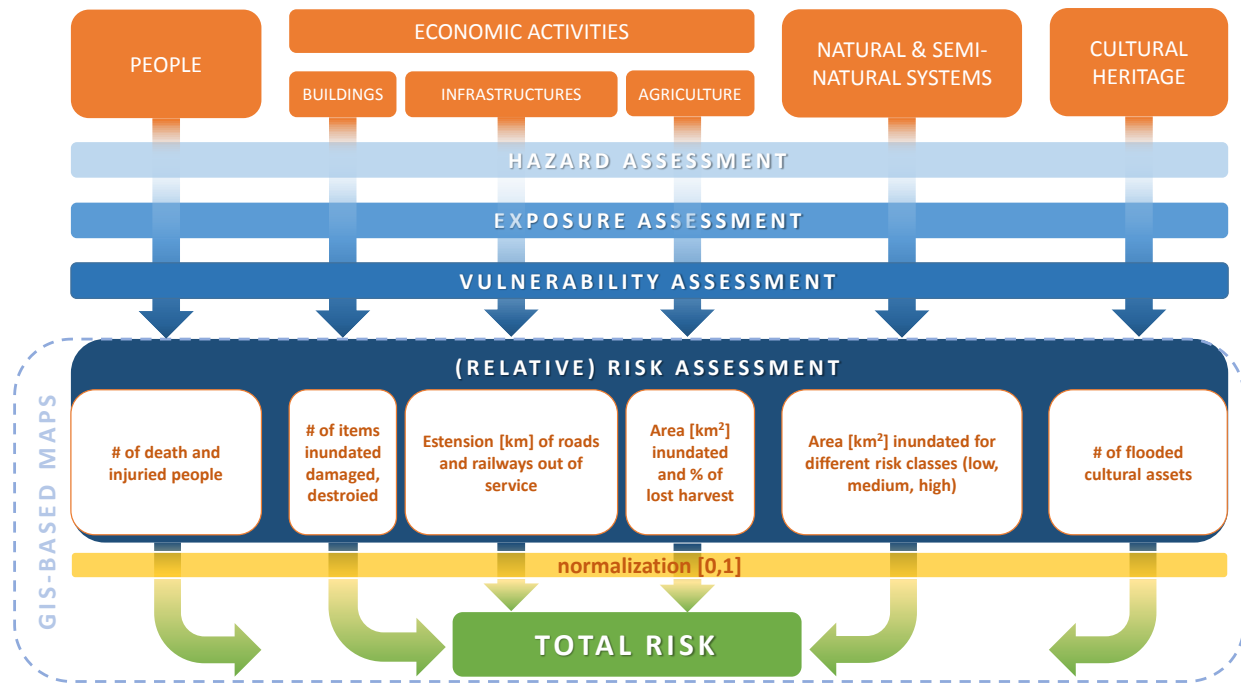 PEOPLE
ECONOMIC ACTIVITIES
BUILDINGS
INFRASTRUCTURES
AGRICULTURE
NATURAL & SEMI-
NATURAL SYSTEMS
CULTURAL
HERITAGE
HAZARD ASSESSMENT
EXPOSURE ASSESSMENT
VULNERABILITY ASSESSMENT
GIS-BASED MAPS
(RELATIVE) RISK ASSESSMENT
# of death and
injuried people
# of items
inundated
damaged,
destroied
Estension [km] of roads
and railways out of
service
Area [km²]
inundated
and % of
lost harvest
Area [km²] inundated for
different risk classes (low,
medium, high)
# of flooded
cultural assets
normalization [0,1]
TOTAL RISK